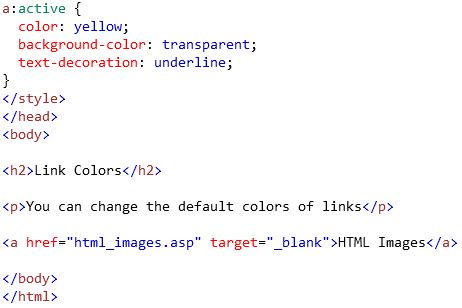 a:active {
  color: yellow;
  background-color: transparent;
  text-decoration: underline;
}
</style>
</head>
<body>

<h2>Link Colors</h2>

<p>You can change the default colors of links</p>

<a href="html_images.asp" target="_blank">HTML Images</a>

</body>
</html>